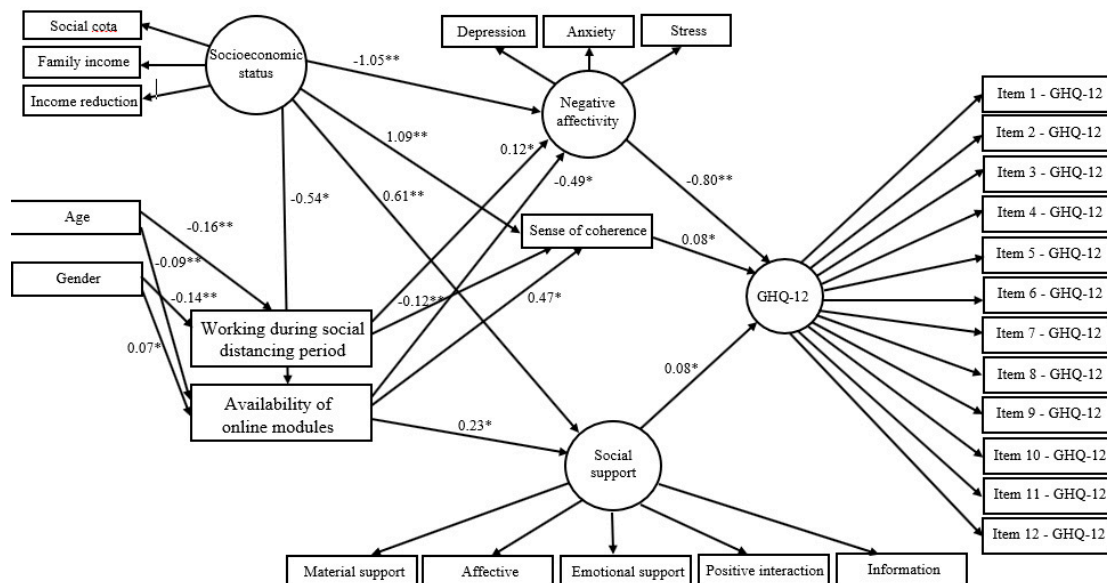 Social cota
Family income
Income reduction
Socioeconomic
status
Depression
Anxiety
Stress
Negative
affectivity
-1.05**
1.09**
0.12*
-0.49*
0.61**
-0.54*
-0.80**
Age
Gender
-0.16**
-0.09**
-0.14**
0.07*
Working during social
distancing period
Availability of
online modules
Sense of coherence
0.08*
-0.12**
0.47*
0.23*
0.08*
GHQ-12
Social
support
Material support
Affective
Emotional support
Positive interaction
Information
Item 1 - GHQ-12
Item 2 - GHQ-12
Item 3 - GHQ-12
Item 4 - GHQ-12
Item 5 - GHQ-12
Item 6 - GHQ-12
Item 7 - GHQ-12
Item 8 - GHQ-12
Item 9 - GHQ-12
Item 10 - GHQ-12
Item 11 - GHQ-12
Item 12 - GHQ-12